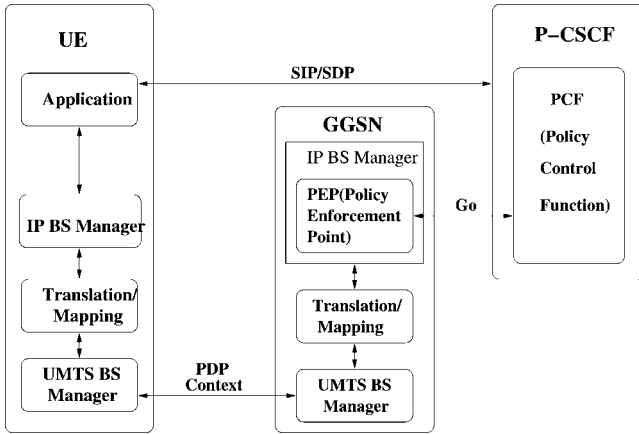 UE
Application
IP BS Manager
Translation/
Mapping
UMTS BS
Manager
SIP/SDP
PDP
Context
GGSN
IP BS Manager
PEP(Policy
Enforcement
Point)
Translation/
Mapping
UMTS BS
Manager
Go
P-CSCF
PCF
(Policy
Control
Function)